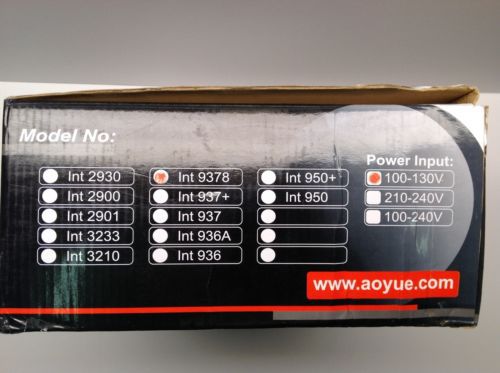 Model No:
Power Input:
Int 2930 Int 9378 Int 950+ 100-130V
Int 2900 Int 937+ Int 950 210-240V
Int 2901 Int 937 100-240V
Int 3233 Int 936A
Int 3210 Int 936
www.aoyue.com